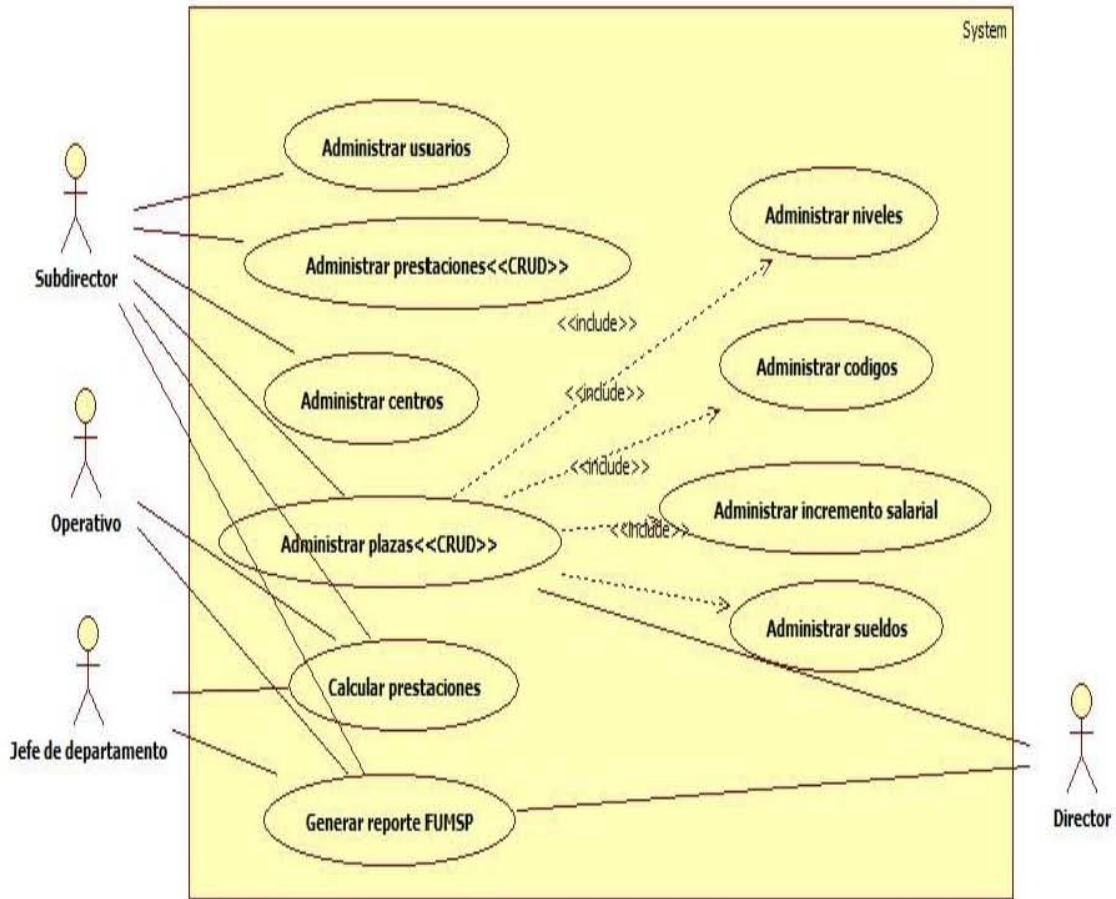 System
Administrar usuarios
Administrar niveles
Subdirector
Administrar prestaciones<<CRUD>>
<<include>>
Administrar codigos
<<include>>
Administrar centros
Operativo
<<include>>
Administrar incremento salarial
<<include>>
Administrar plazas<<CRUD>>
Administrar sueldos
Calcular prestaciones
Jefe de departamento
Generar reporte FUMSP
Director